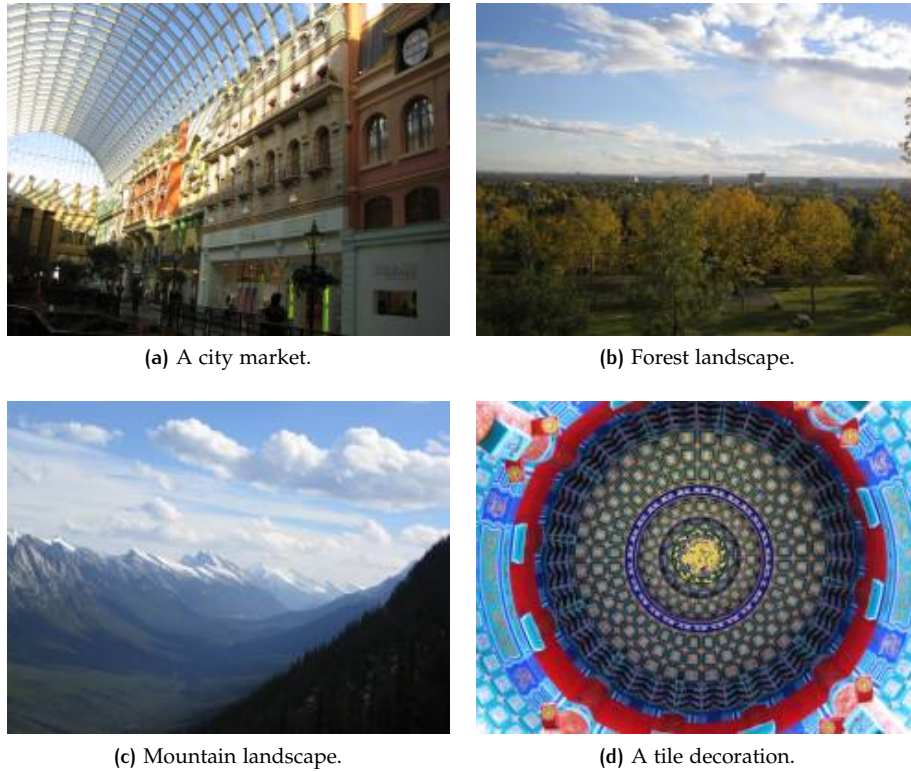 (a) A city market.
(b) Forest landscape.
(c) Mountain landscape.
(d) A tile decoration.